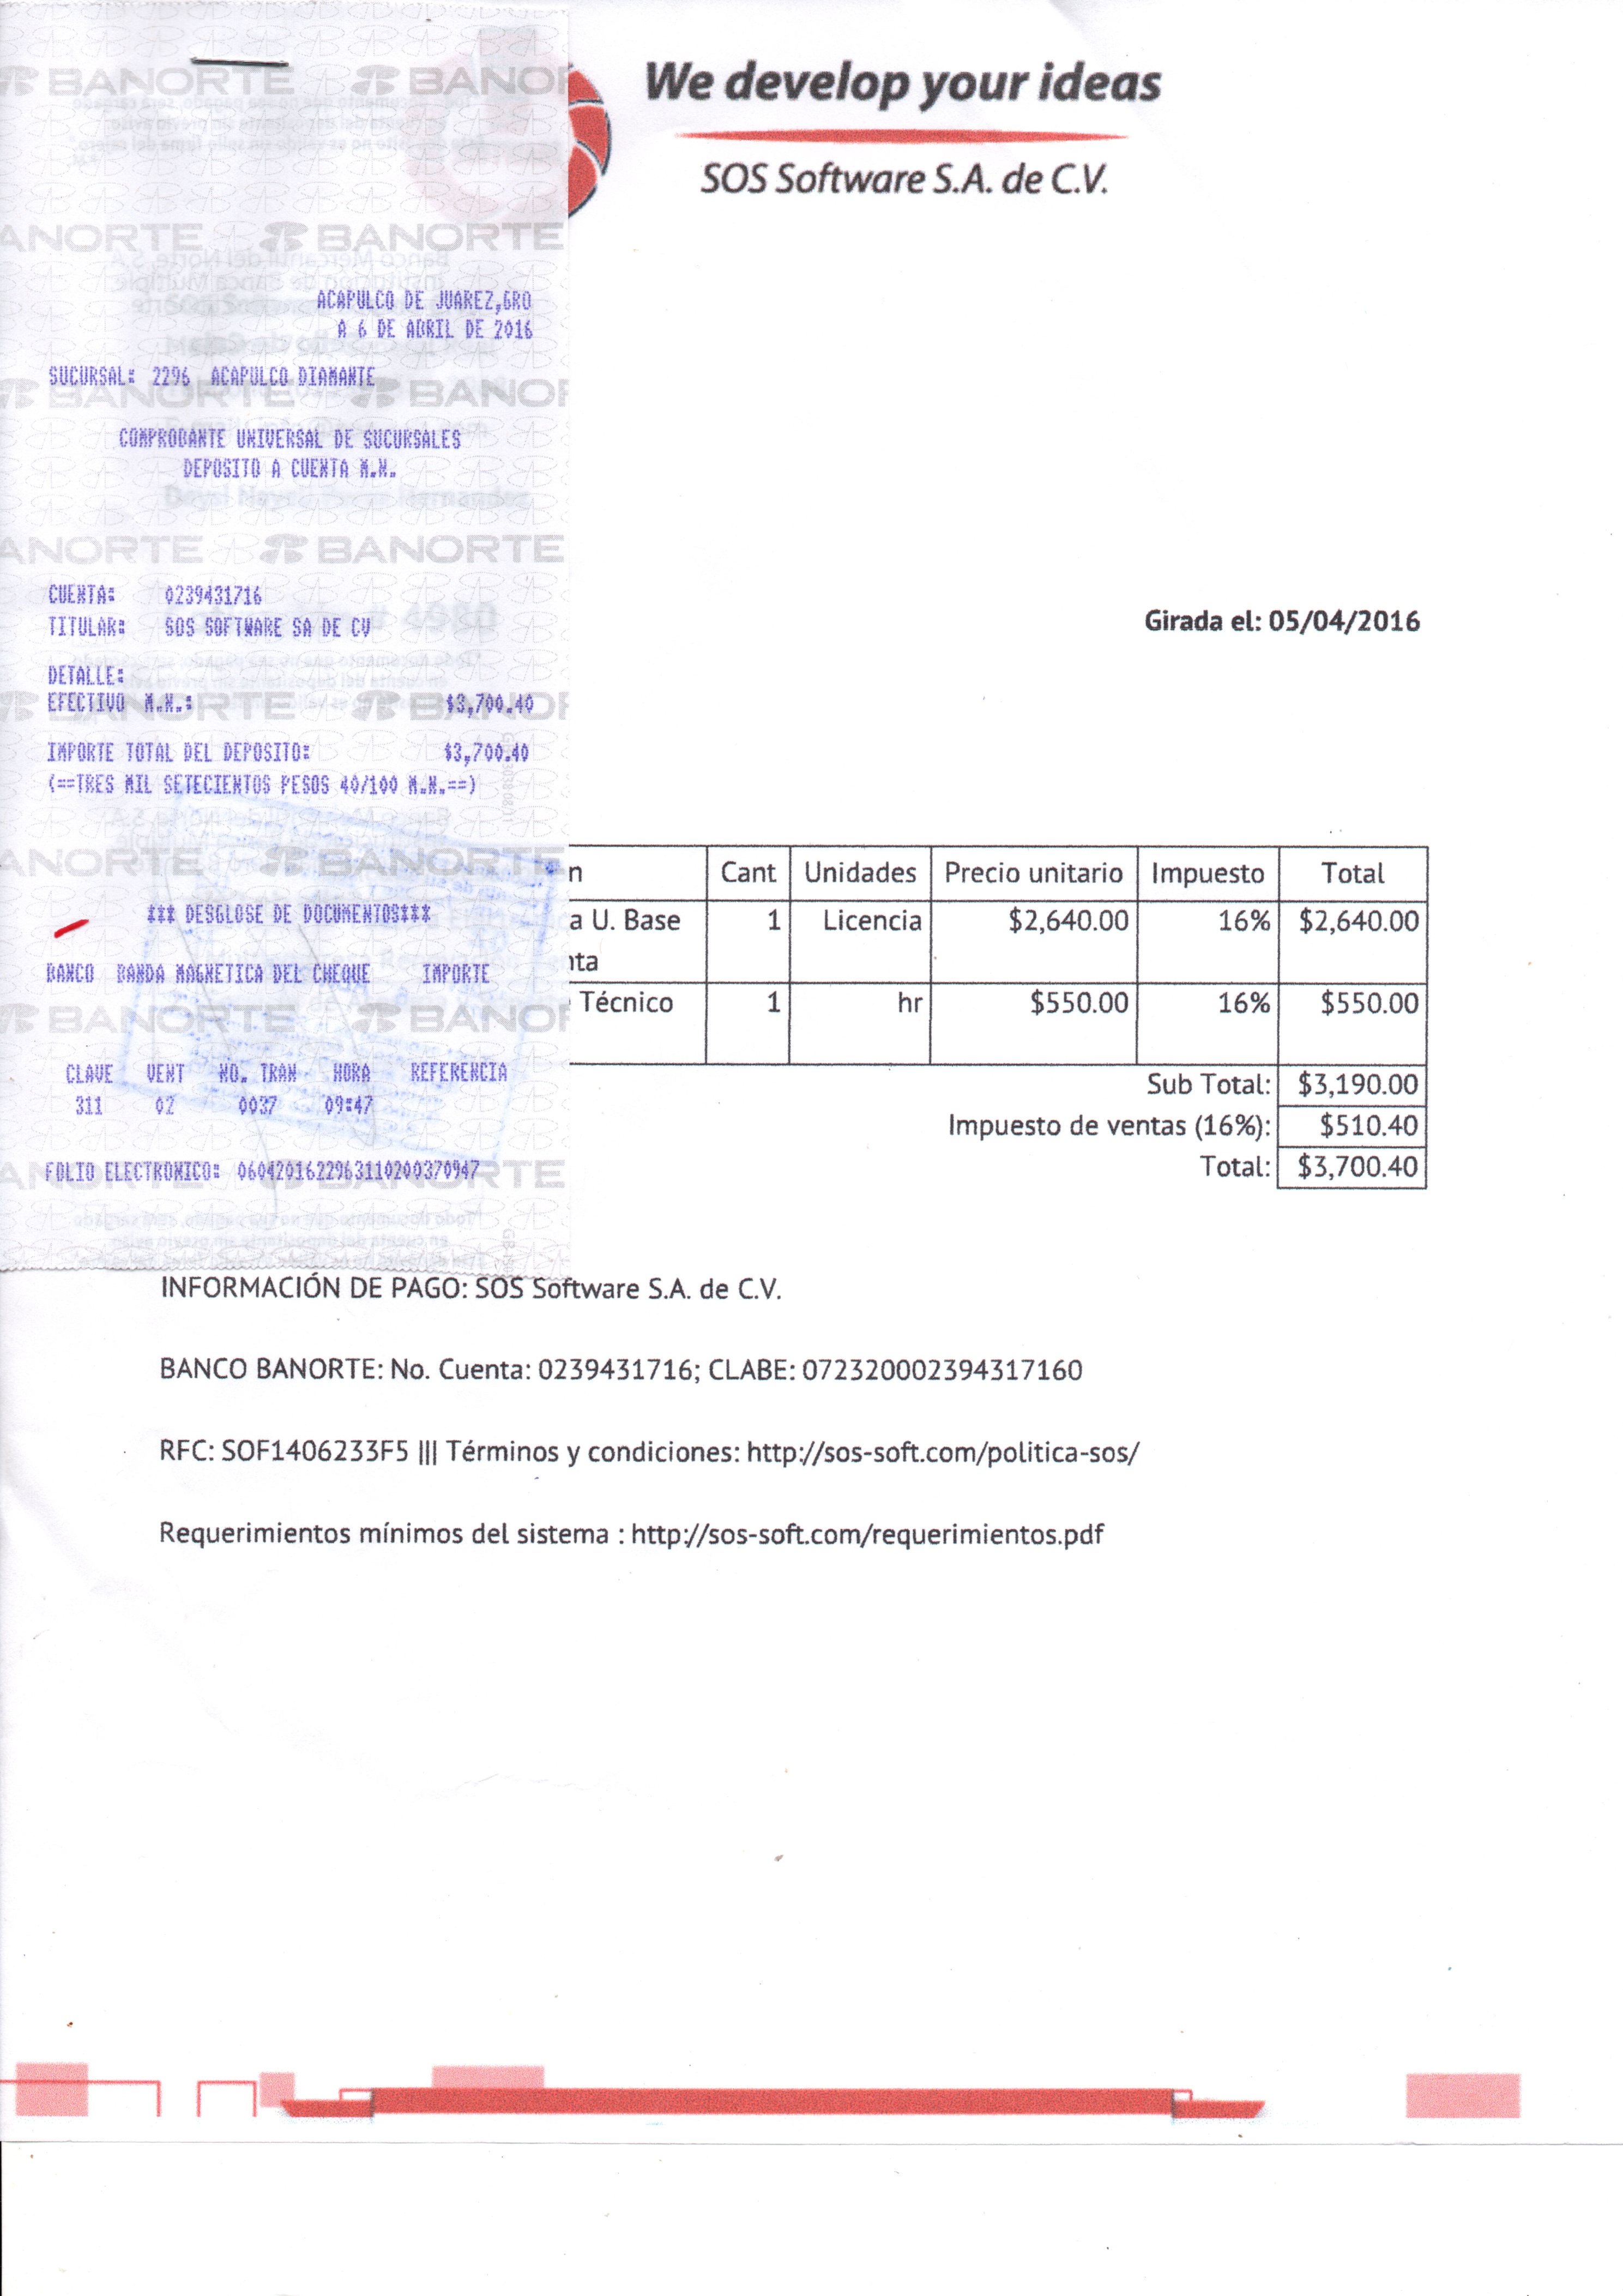 We develop your ideas
SOS Software S.A. de C.V.
BANORTE
ACAPULCO DE JUAREZ,GRO
A 6 DE ABRIL DE 2016
SUCURSAL: 2296 ACAPULCO DIAMANTE
COMPROBANTE UNIVERSAL DE SUCURSALES
DEPOSITO A CUENTA M.N.
CUENTA: 0239431716
TITULAR: SOS SOFTWARE SA DE CV
DETALLE:
EFECTIVO M.N.: $3,700.40
IMPORTE TOTAL DEL DEPOSITO: $3,700.40
(==TRES MIL SETECIENTOS PESOS 40/100 M.N.==)
*** DESGLOSE DE DOCUMENTOS***
BANCO BANDA MAGNETICA DEL CHEQUE IMPORTE
CLAVE VENT NO. TRAN HORA REFERENCIA
311 02 0037 09:47
FOLIO ELECTRONICO: 0604201622963110200370947
Girada el: 05/04/2016
n Cant Unidades Precio unitario Impuesto Total
a U. Base 1 Licencia $2,640.00 16% $2,640.00
nta
Técnico 1 hr $550.00 16% $550.00
Sub Total: $3,190.00
Impuesto de ventas (16%): $510.40
Total: $3,700.40
INFORMACIÓN DE PAGO: SOS Software S.A. de C.V.
BANCO BANORTE: No. Cuenta: 0239431716; CLABE: 072320002394317160
RFC: SOF1406233F5 ||| Términos y condiciones: http://sos-soft.com/politica-sos/
Requerimientos mínimos del sistema : http://sos-soft.com/requerimientos.pdf